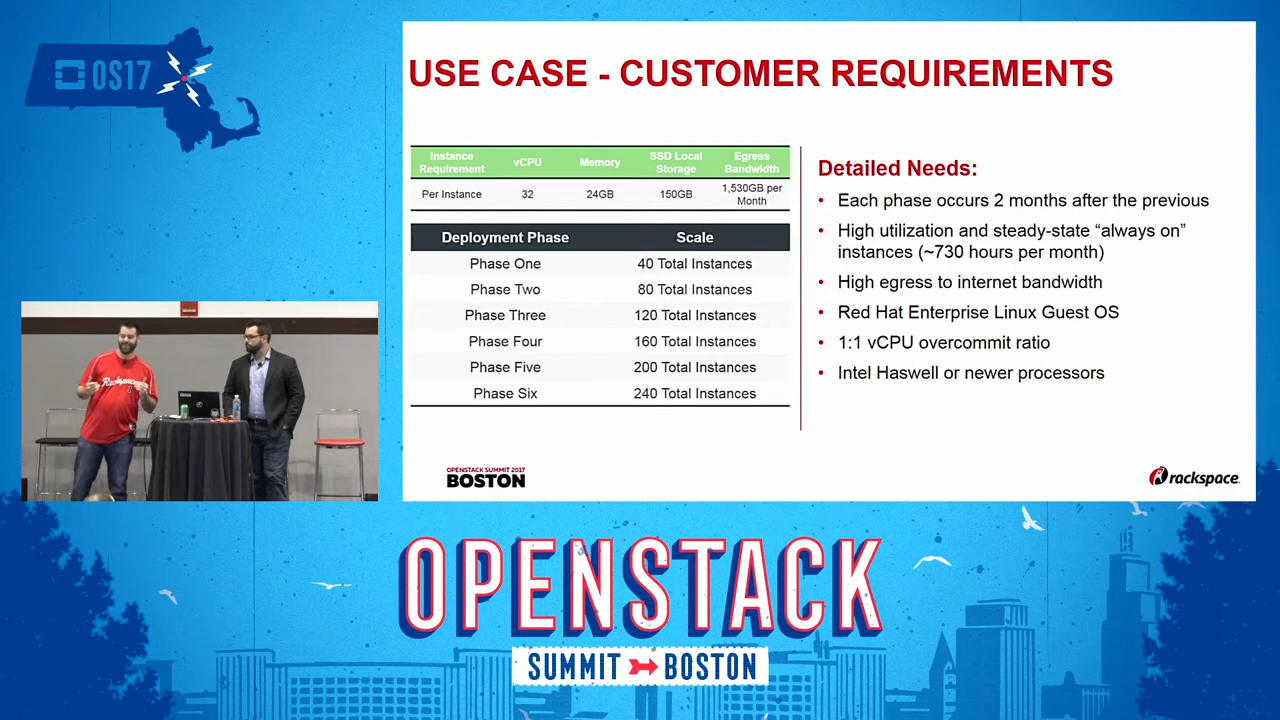 OS17
USE CASE - CUSTOMER REQUIREMENTS
Instance Requirement
vCPU
Memory
SSD Local Storage
Egress Bandwidth
Per Instance
32
24GB
150GB
1,530GB per Month
Deployment Phase
Scale
Phase One
40 Total Instances
Phase Two
80 Total Instances
Phase Three
120 Total Instances
Phase Four
160 Total Instances
Phase Five
200 Total Instances
Phase Six
240 Total Instances
Detailed Needs:
• Each phase occurs 2 months after the previous
• High utilization and steady-state “always on”
instances (~730 hours per month)
• High egress to internet bandwidth
• Red Hat Enterprise Linux Guest OS
• 1:1 vCPU overcommit ratio
• Intel Haswell or newer processors
OPENSTACK SUMMIT 2017
BOSTON
rackspace
Rackspace
OPENSTACK
SUMMIT BOSTON